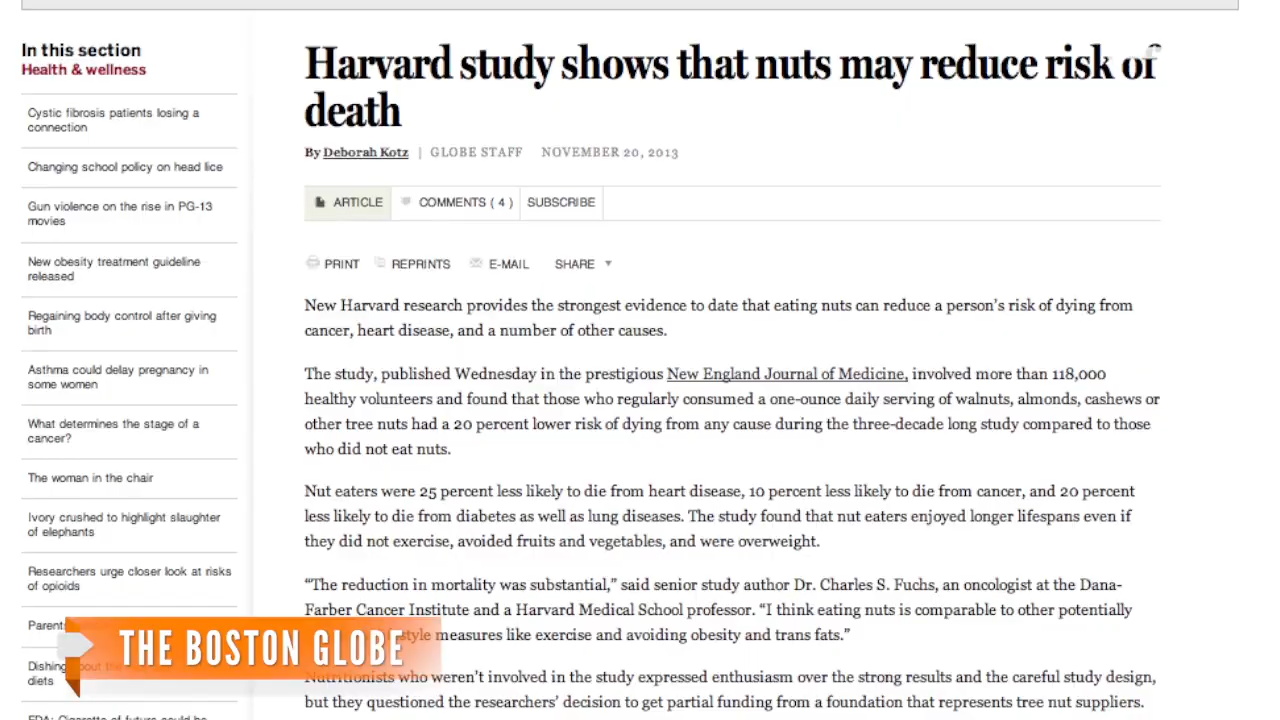 In this section
Health & wellness
Cystic fibrosis patients losing a
connection
Changing school policy on head lice
Gun violence on the rise in PG-13
movies
New obesity treatment guideline
released
Regaining body control after giving
birth
Asthma could delay pregnancy in
some women
What determines the stage of a
cancer?
The woman in the chair
Ivory crushed to highlight slaughter
of elephants
Researchers urge closer look at risks
of opioids
Parent
Dishing out the
diets
Harvard study shows that nuts may reduce risk of
death
By Deborah Kotz | GLOBE STAFF NOVEMBER 20, 2013
ARTICLE COMMENTS ( 4 ) SUBSCRIBE
PRINT REPRINTS E-MAIL SHARE
New Harvard research provides the strongest evidence to date that eating nuts can reduce a person's risk of dying from
cancer, heart disease, and a number of other causes.
The study, published Wednesday in the prestigious New England Journal of Medicine, involved more than 118,000
healthy volunteers and found that those who regularly consumed a one-ounce daily serving of walnuts, almonds, cashews or
other tree nuts had a 20 percent lower risk of dying from any cause during the three-decade long study compared to those
who did not eat nuts.
Nut eaters were 25 percent less likely to die from heart disease, 10 percent less likely to die from cancer, and 20 percent
less likely to die from diabetes as well as lung diseases. The study found that nut eaters enjoyed longer lifespans even if
they did not exercise, avoided fruits and vegetables, and were overweight.
“The reduction in mortality was substantial,” said senior study author Dr. Charles S. Fuchs, an oncologist at the Dana-
Farber Cancer Institute and a Harvard Medical School professor. “I think eating nuts is comparable to other potentially
style measures like exercise and avoiding obesity and trans fats.”
Nutritionists who weren't involved in the study expressed enthusiasm over the strong results and the careful study design,
but they questioned the researchers' decision to get partial funding from a foundation that represents tree nut suppliers.
THE BOSTON GLOBE